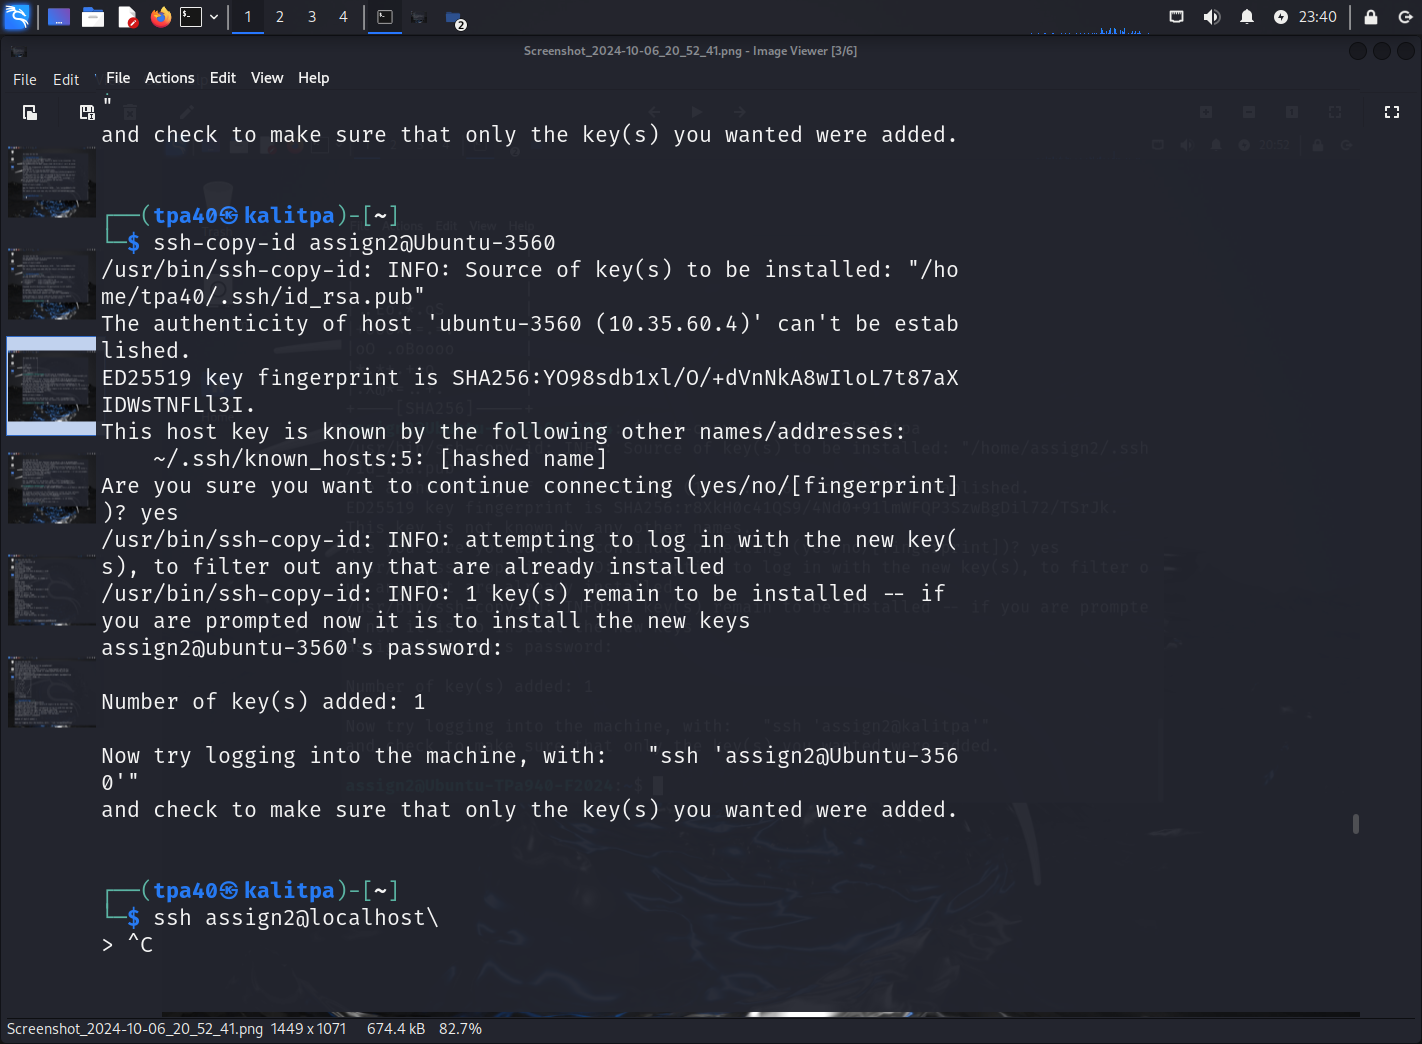 1 2 3 4
2
23:40
Screenshot_2024-10-06_20_52_41.png - Image Viewer [3/6]
File Edit
File Actions Edit View Help
"
and check to make sure that only the key(s) you wanted were added.
┌──(tpa40㉿kalitpa)-[~]
└─$ ssh-copy-id assign2@Ubuntu-3560
/usr/bin/ssh-copy-id: INFO: Source of key(s) to be installed: "/ho
me/tpa40/.ssh/id_rsa.pub"
The authenticity of host 'ubuntu-3560 (10.35.60.4)' can't be estab
lished.
ED25519 key fingerprint is SHA256:YO98sdb1xl/O/+dVnNkA8wIloL7t87aX
IDWsTNFLl3I.
This host key is known by the following other names/addresses:
    ~/.ssh/known_hosts:5: [hashed name]
Are you sure you want to continue connecting (yes/no/[fingerprint]
)? yes
/usr/bin/ssh-copy-id: INFO: attempting to log in with the new key(
s), to filter out any that are already installed
/usr/bin/ssh-copy-id: INFO: 1 key(s) remain to be installed -- if
you are prompted now it is to install the new keys
assign2@ubuntu-3560's password:
Number of key(s) added: 1
Now try logging into the machine, with:   "ssh 'assign2@Ubuntu-356
0'"
and check to make sure that only the key(s) you wanted were added.
┌──(tpa40㉿kalitpa)-[~]
└─$ ssh assign2@localhost\
> ^C
Screenshot_2024-10-06_20_52_41.png 1449 x 1071 674.4 kB 82.7%